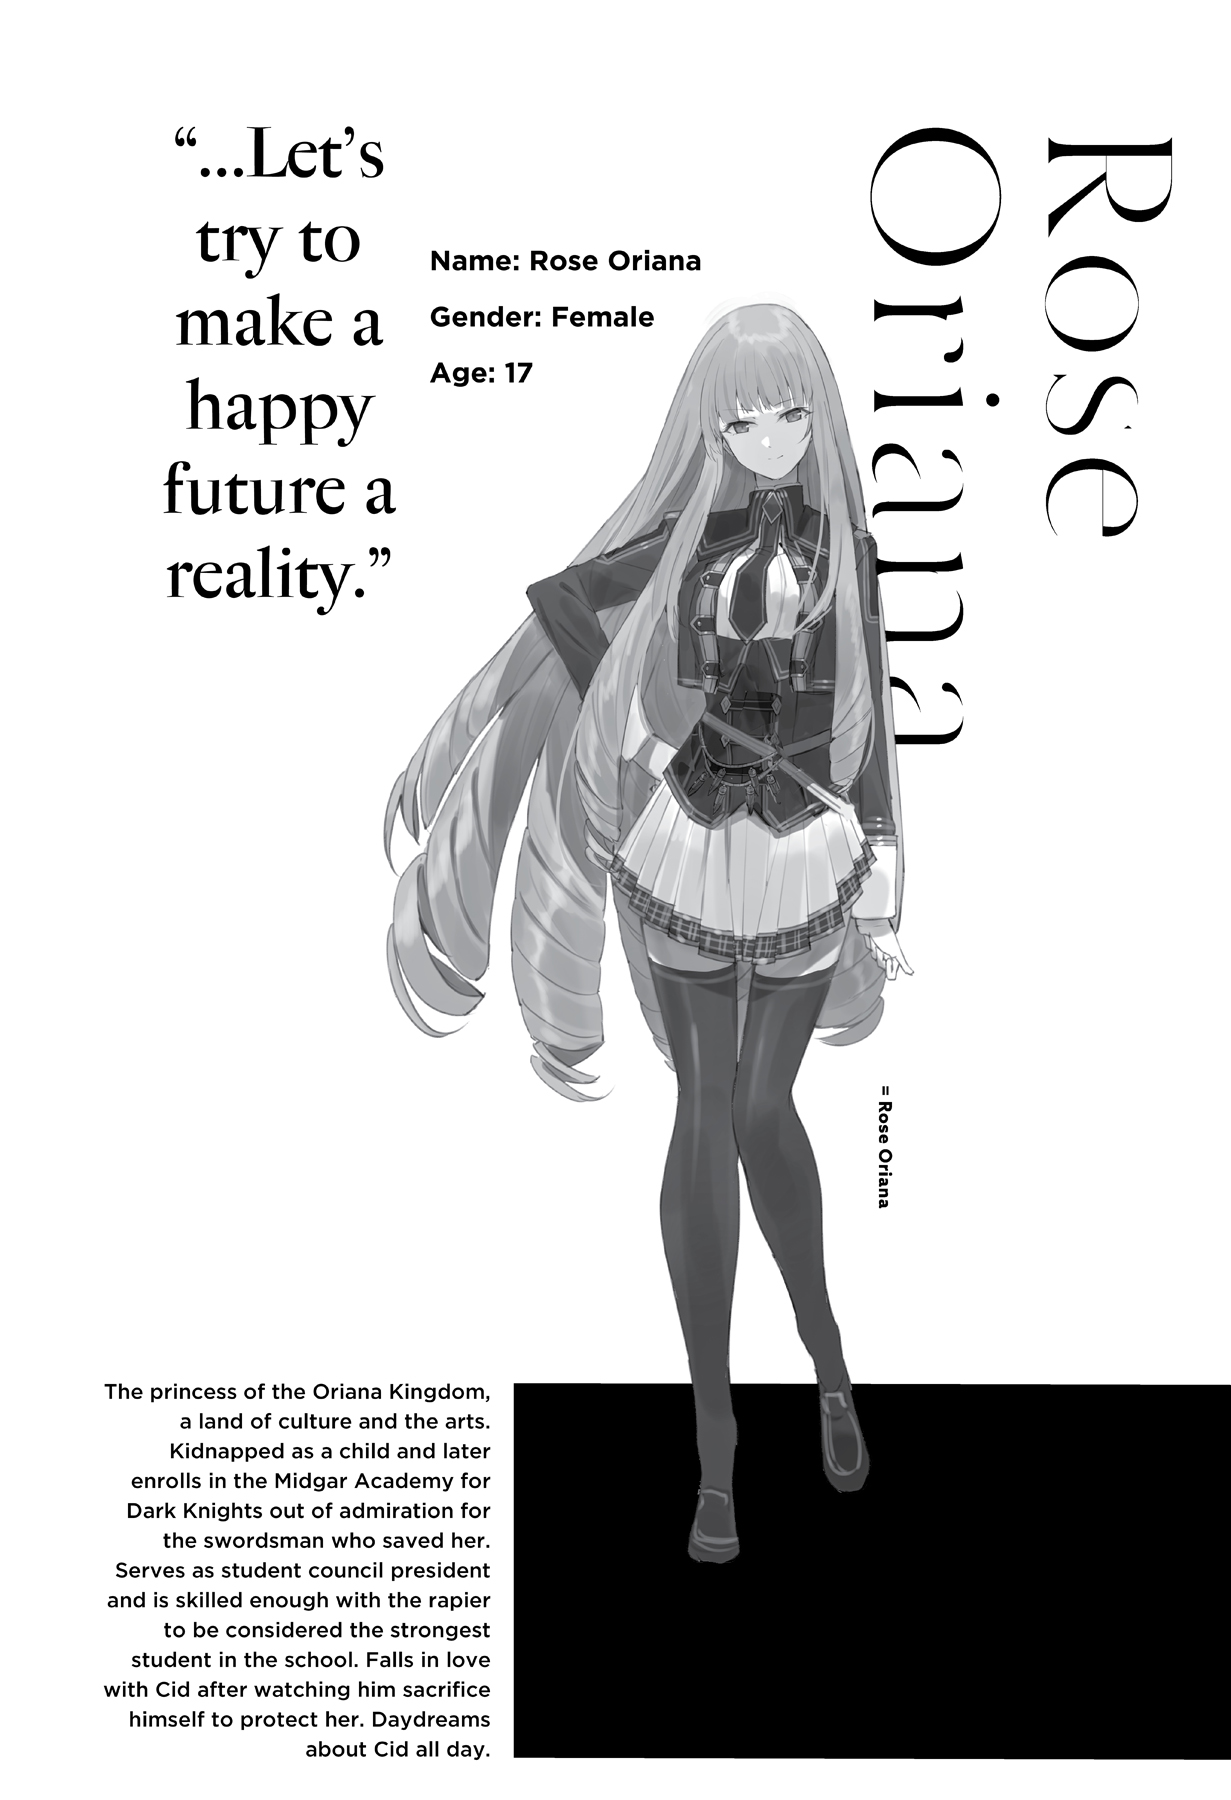 Rose
Oriana
“...Let’s
try to
make a
happy
future a
reality.”
Name: Rose Oriana
Gender: Female
Age: 17
= Rose Oriana
The princess of the Oriana Kingdom,
a land of culture and the arts.
Kidnapped as a child and later
enrolls in the Midgar Academy for
Dark Knights out of admiration for
the swordsman who saved her.
Serves as student council president
and is skilled enough with the rapier
to be considered the strongest
student in the school. Falls in love
with Cid after watching him sacrifice
himself to protect her. Daydreams
about Cid all day.